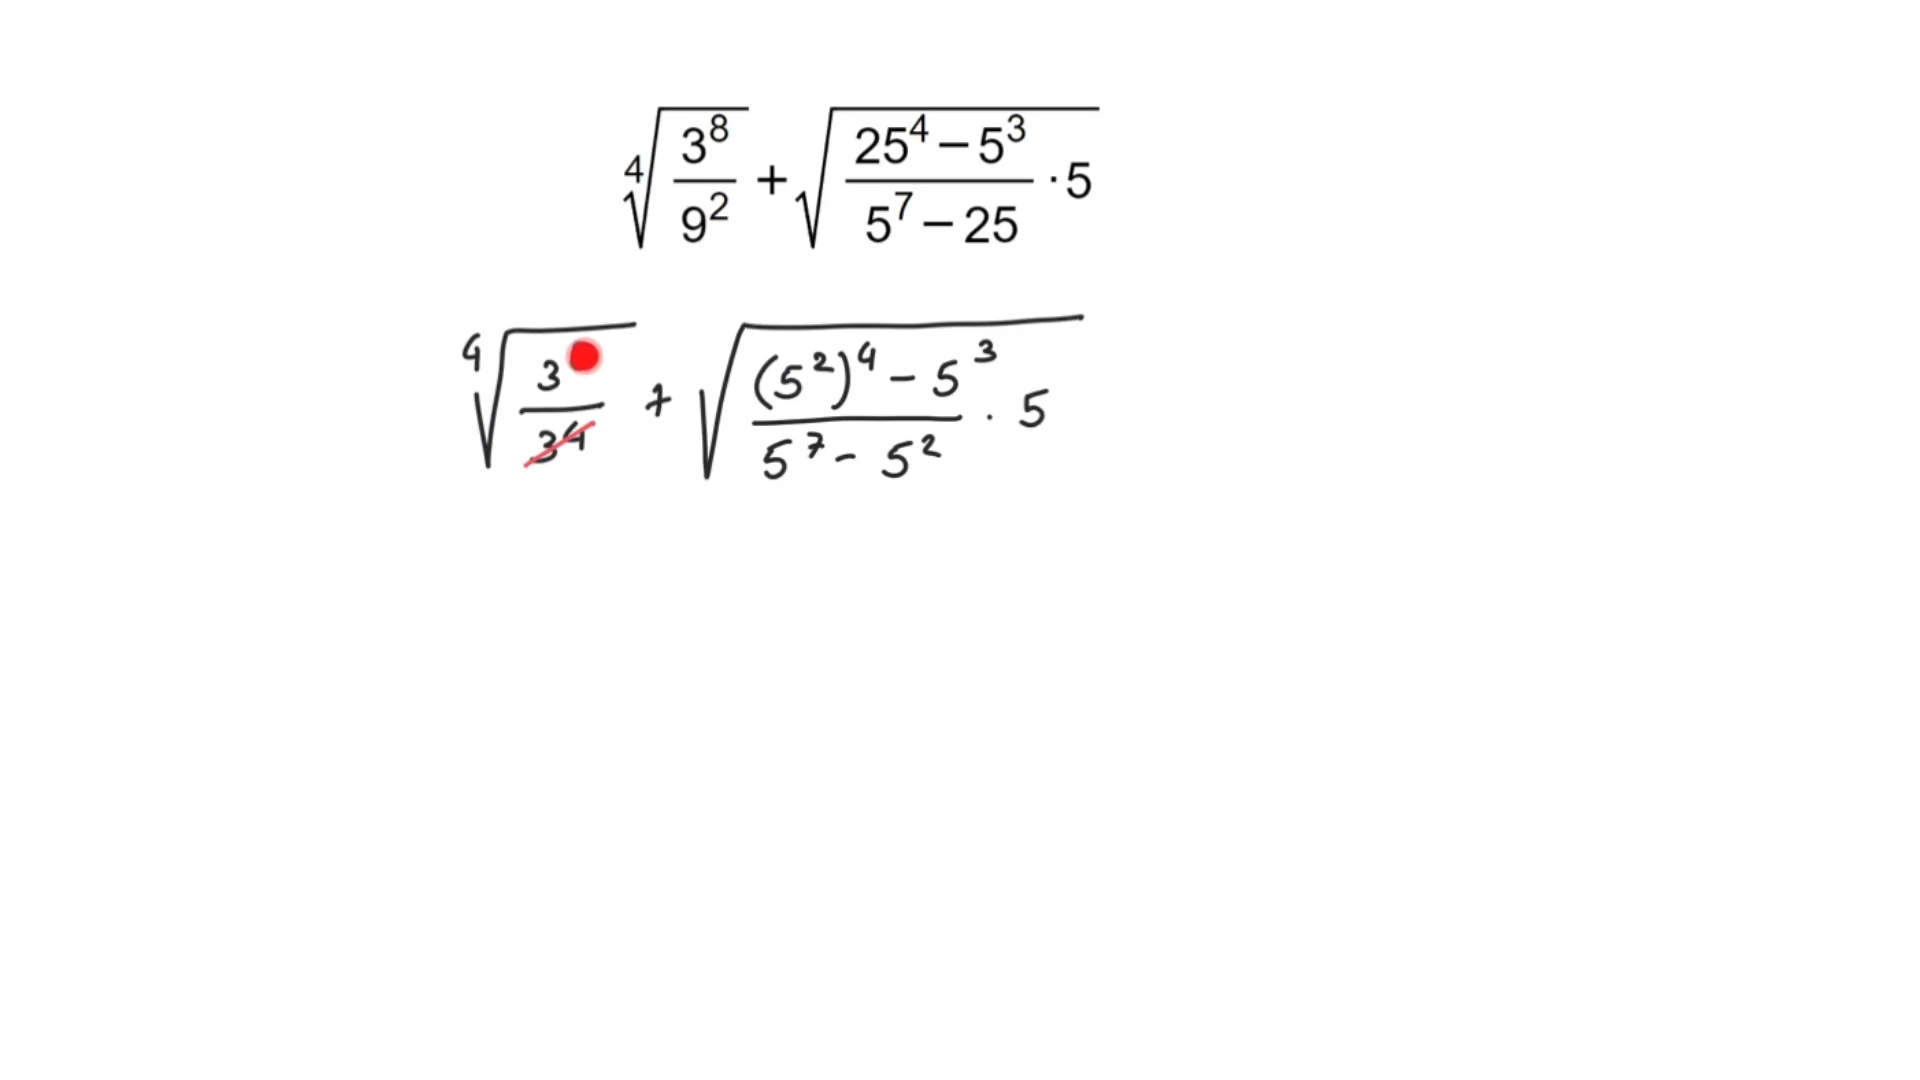 ⁴√(3⁸/9²) + √((25⁴ − 5³)/(5⁷ − 25) · 5)
⁴√(3/3⁴) + √(((5²)⁴ − 5³)/(5⁷ − 5²) · 5)